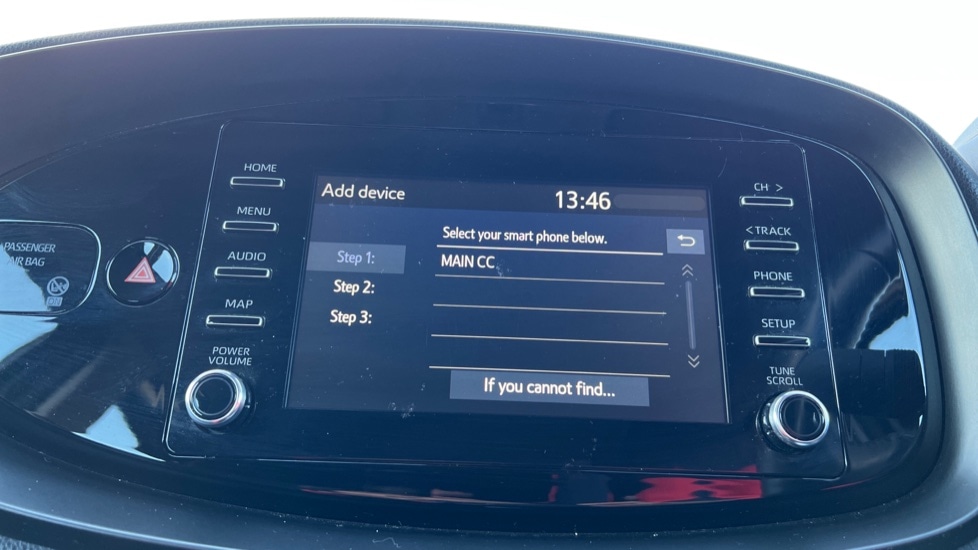 HOME
MENU
AUDIO
MAP
POWER
VOLUME
PASSENGER
AIR BAG
ON
Add device
13:46
Select your smart phone below.
Step 1:
MAIN CC
Step 2:
Step 3:
If you cannot find...
CH >
< TRACK
PHONE
SETUP
TUNE
SCROLL